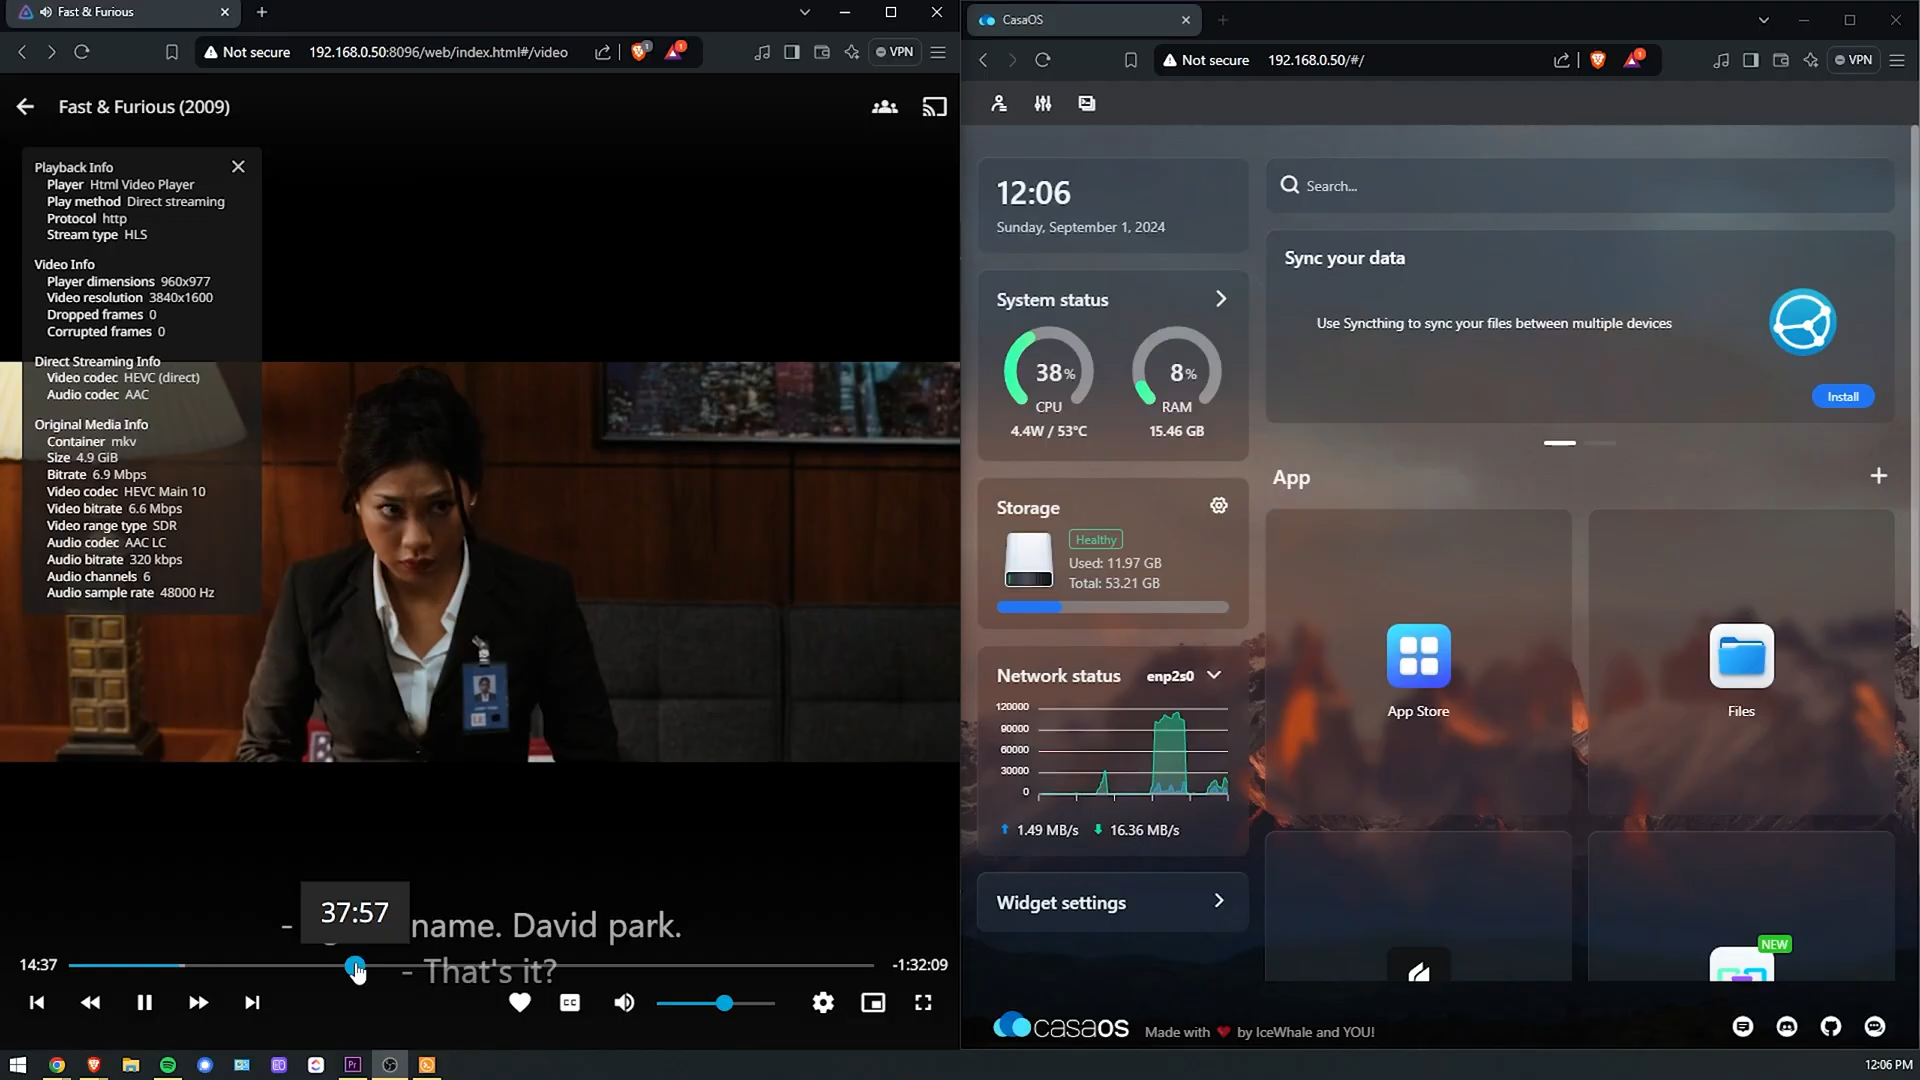 Fast & Furious
Not secure
192.168.0.50:8096/web/index.html#/video
1
1
VPN
Fast & Furious (2009)
Playback Info
Player Html Video Player
Play method Direct streaming
Protocol http
Stream type HLS
Video Info
Player dimensions 960x977
Video resolution 3840x1600
Dropped frames 0
Corrupted frames 0
Direct Streaming Info
Video codec HEVC (direct)
Audio codec AAC
Original Media Info
Container mkv
Size 4.9 GiB
Bitrate 6.9 Mbps
Video codec HEVC Main 10
Video bitrate 6.6 Mbps
Video range type SDR
Audio codec AAC LC
Audio bitrate 320 kbps
Audio channels 6
Audio sample rate 48000 Hz
37:57
- name. David park.
- That's it?
14:37
-1:32:09
CC
CasaOS
Not secure
192.168.0.50/#/
1
VPN
12:06
Sunday, September 1, 2024
System status
38%
CPU
4.4W / 53°C
8%
RAM
15.46 GB
Storage
Healthy
Used: 11.97 GB
Total: 53.21 GB
Network status enp2s0
120000
90000
60000
30000
0
1.49 MB/s 16.36 MB/s
Widget settings
Search...
Sync your data
Use Syncthing to sync your files between multiple devices
Install
App
+
App Store
Files
NEW
CasaOS
Made with ❤ by IceWhale and YOU!
Pr
12:06 PM